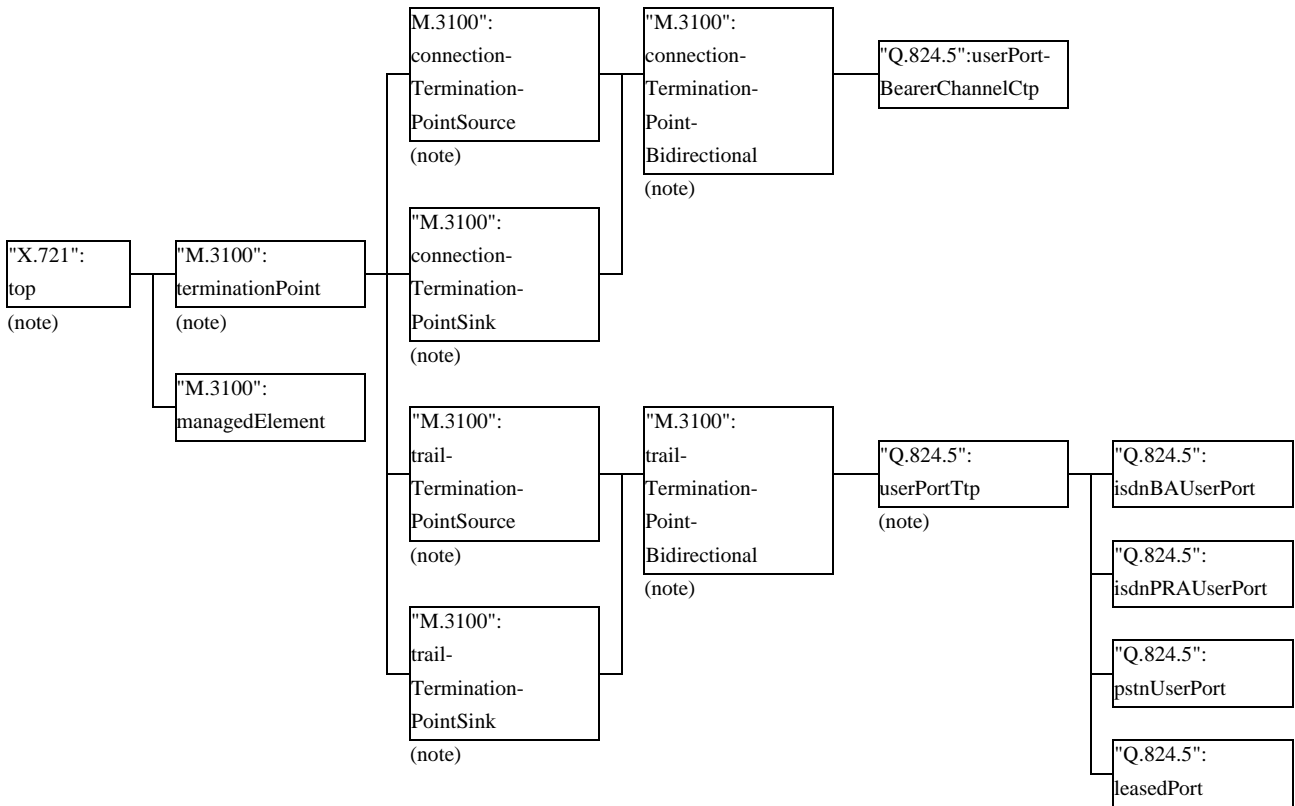 M.3100":
connection-
Termination-
PointSource
(note)
"M.3100":
connection-
Termination-
Point-
Bidirectional
(note)
"Q.824.5":userPort-
BearerChannelCtp
"M.3100":
connection-
Termination-
PointSink
(note)
"X.721":
top
(note)
"M.3100":
terminationPoint
(note)
"M.3100":
managedElement
"M.3100":
trail-
Termination-
PointSource
(note)
"M.3100":
trail-
Termination-
Point-
Bidirectional
(note)
"Q.824.5":
userPortTtp
(note)
"Q.824.5":
isdnBAUserPort
"Q.824.5":
isdnPRAUserPort
"M.3100":
trail-
Termination-
PointSink
(note)
"Q.824.5":
pstnUserPort
"Q.824.5":
leasedPort